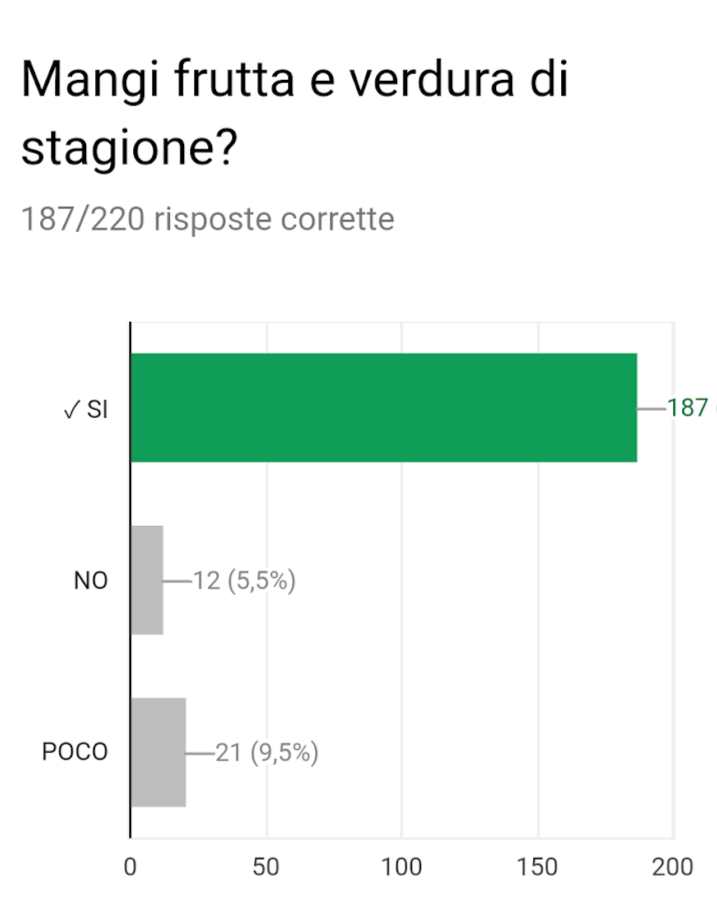 Mangi frutta e verdura di
stagione?
187/220 risposte corrette
✓ SI
187
NO
12 (5,5%)
POCO
21 (9,5%)
0 50 100 150 200